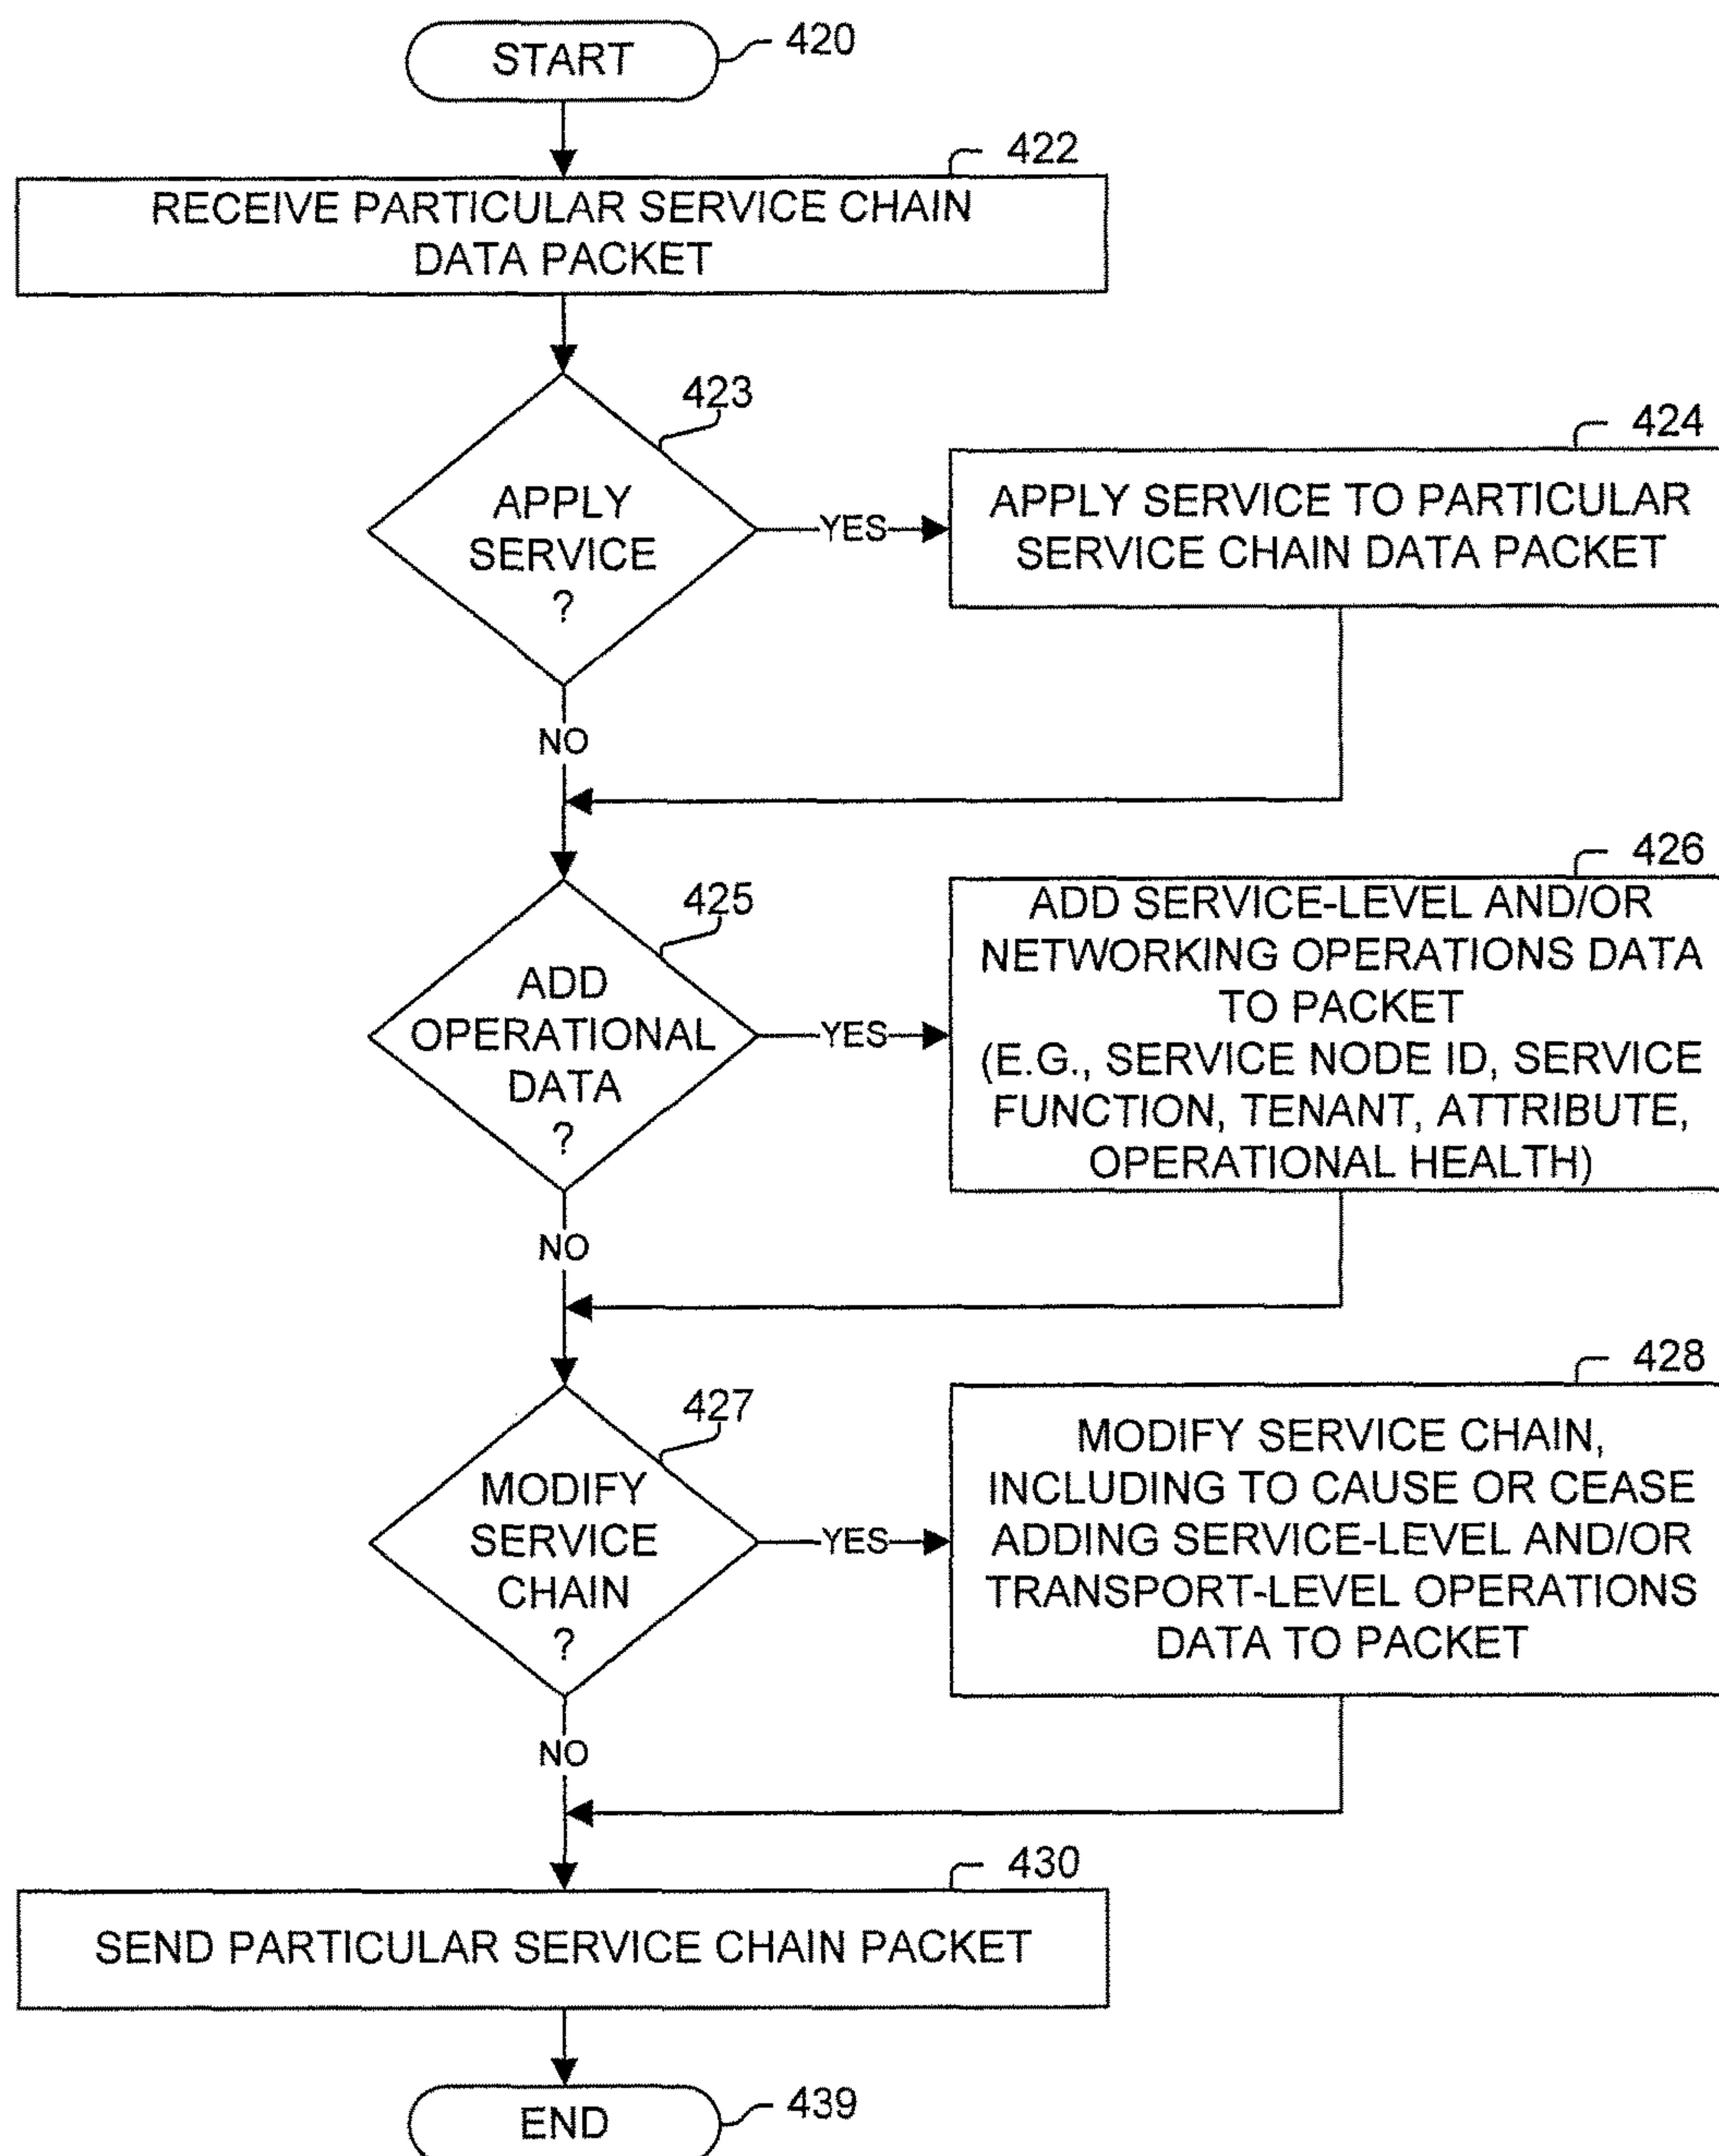 START
420
422
RECEIVE PARTICULAR SERVICE CHAIN
DATA PACKET
423
APPLY
SERVICE
?
YES
424
APPLY SERVICE TO PARTICULAR
SERVICE CHAIN DATA PACKET
NO
425
ADD
OPERATIONAL
DATA
?
YES
426
ADD SERVICE-LEVEL AND/OR
NETWORKING OPERATIONS DATA
TO PACKET
(E.G., SERVICE NODE ID, SERVICE
FUNCTION, TENANT, ATTRIBUTE,
OPERATIONAL HEALTH)
NO
427
MODIFY
SERVICE
CHAIN
?
YES
428
MODIFY SERVICE CHAIN,
INCLUDING TO CAUSE OR CEASE
ADDING SERVICE-LEVEL AND/OR
TRANSPORT-LEVEL OPERATIONS
DATA TO PACKET
NO
430
SEND PARTICULAR SERVICE CHAIN PACKET
END
439